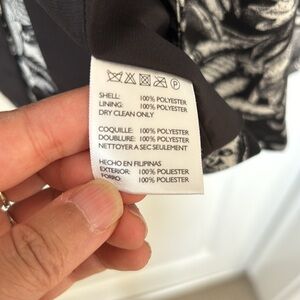 P
SHELL: 100% POLYESTER
LINING: 100% POLYESTER
DRY CLEAN ONLY
COQUILLE: 100% POLYESTER
DOUBLURE: 100% POLYESTER
NETTOYER A SEC SEULEMENT
HECHO EN FILIPINAS
EXTERIOR: 100% POLIESTER
FORRO: 100% POLIESTER